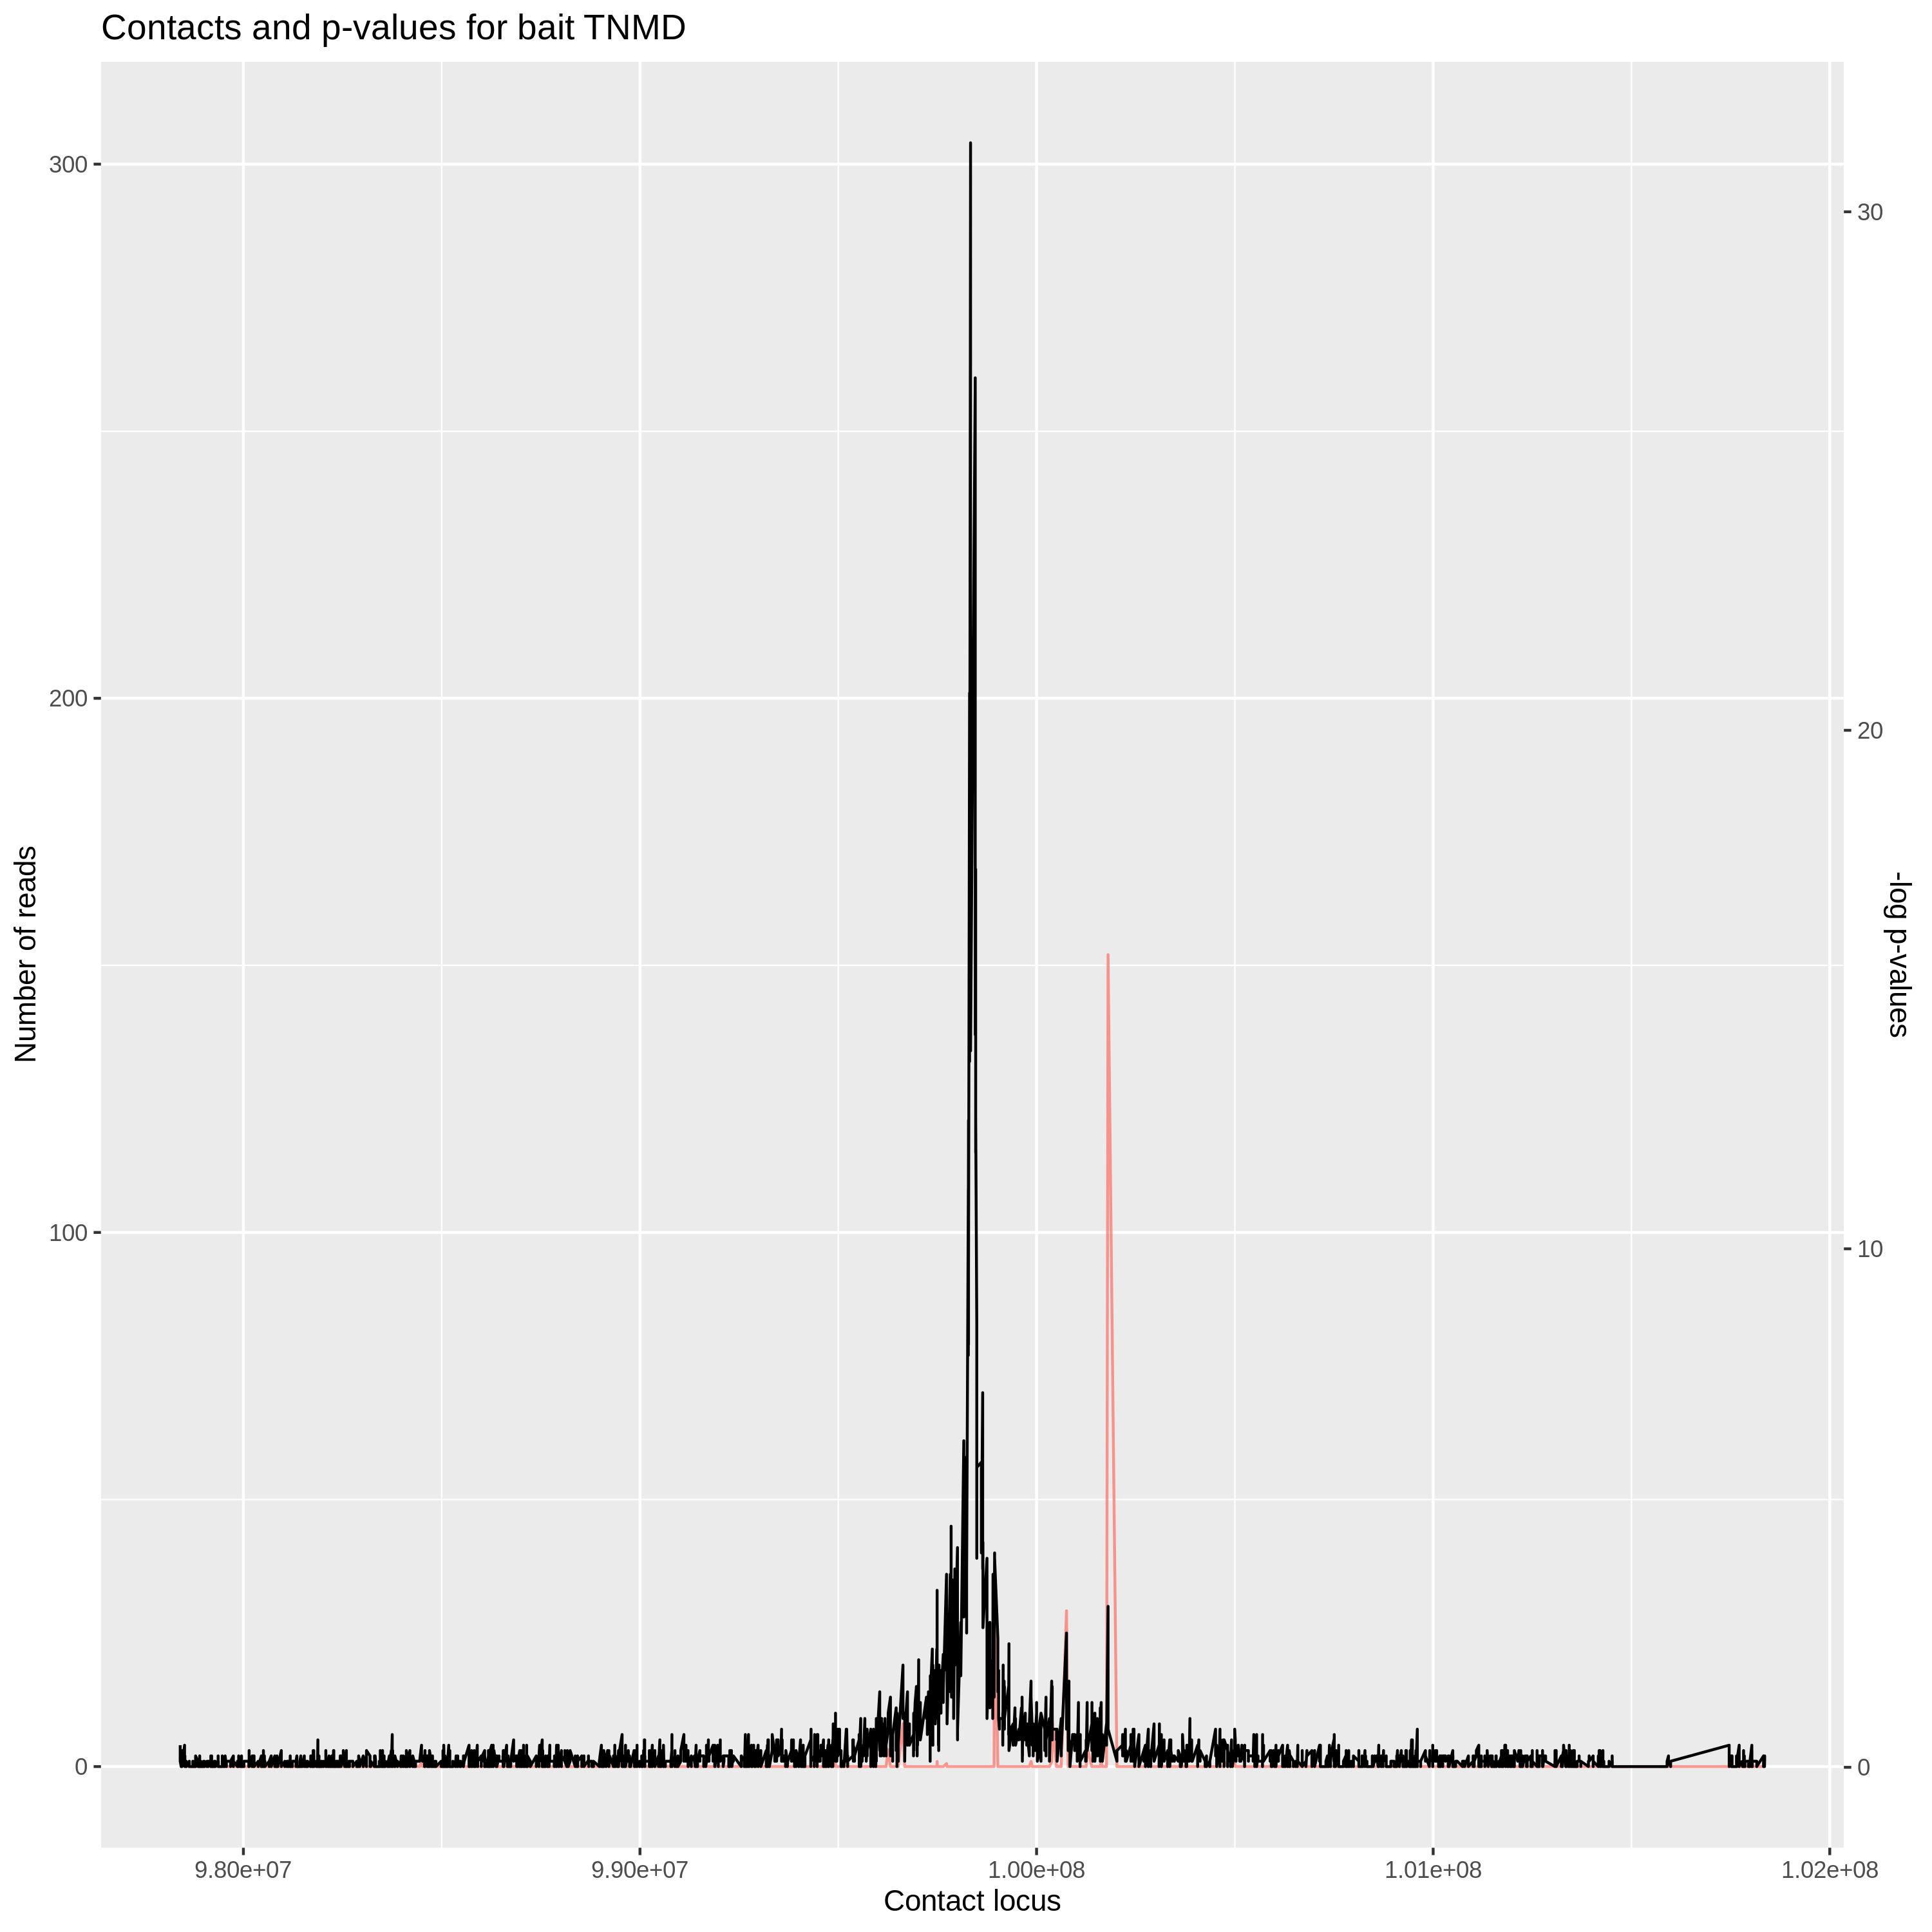 Contacts and p-values for bait TNMD
300
200
100
0
Number of reads
30
20
10
0
-log p-values
9.80e+07 9.90e+07 1.00e+08 1.01e+08 1.02e+08
Contact locus